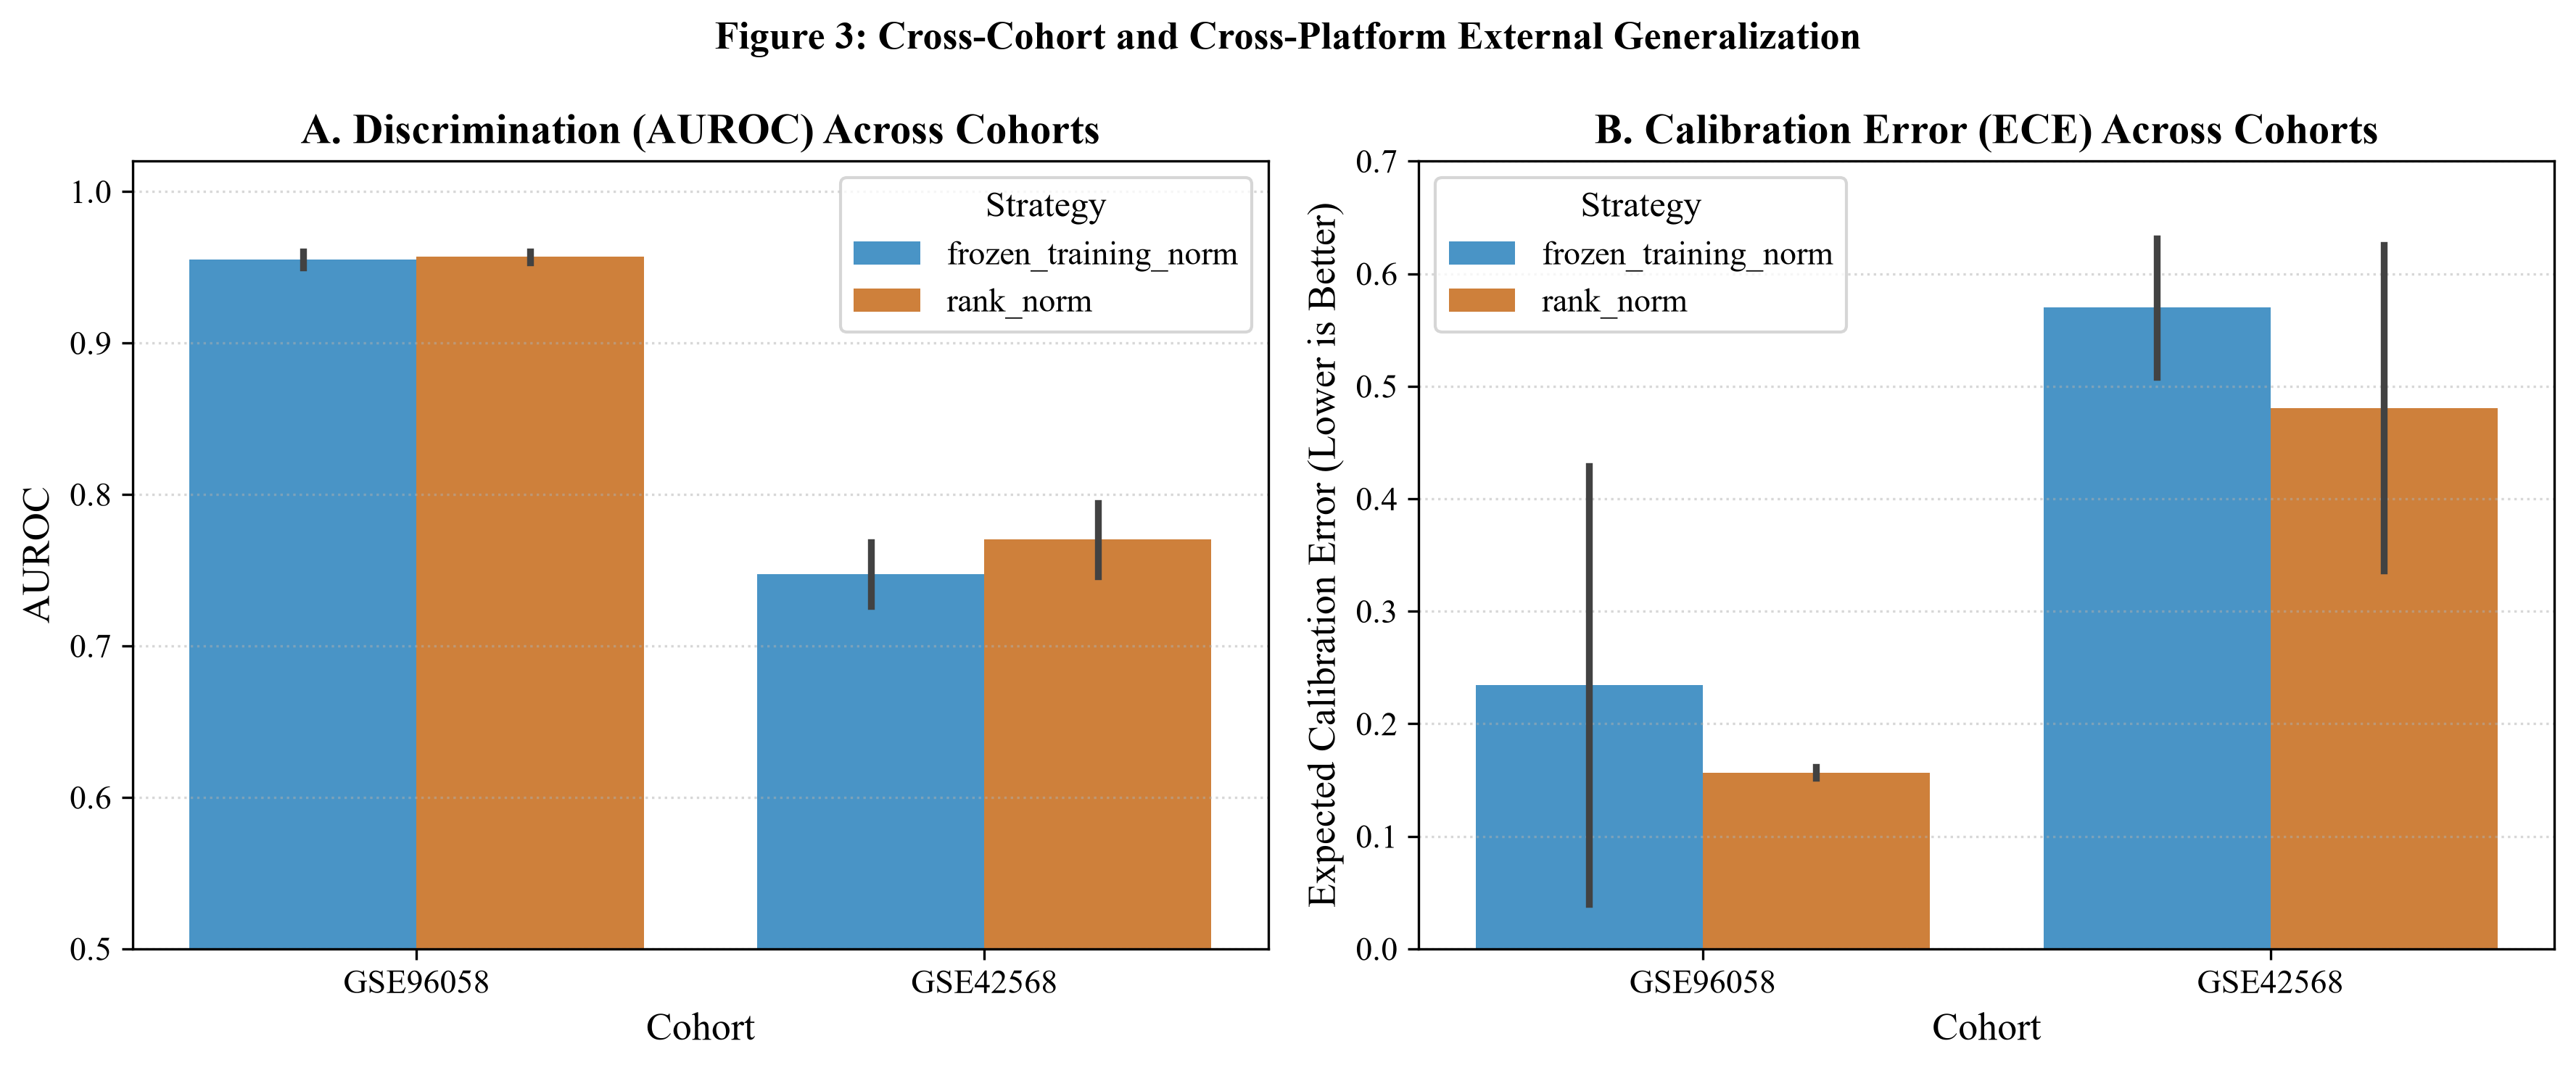 Figure 3: Cross-Cohort and Cross-Platform External Generalization
A. Discrimination (AUROC) Across Cohorts
AUROC
1.0
0.9
0.8
0.7
0.6
0.5
Strategy
frozen_training_norm
rank_norm
GSE96058
GSE42568
Cohort
B. Calibration Error (ECE) Across Cohorts
Expected Calibration Error (Lower is Better)
0.7
0.6
0.5
0.4
0.3
0.2
0.1
0.0
Strategy
frozen_training_norm
rank_norm
GSE96058
GSE42568
Cohort